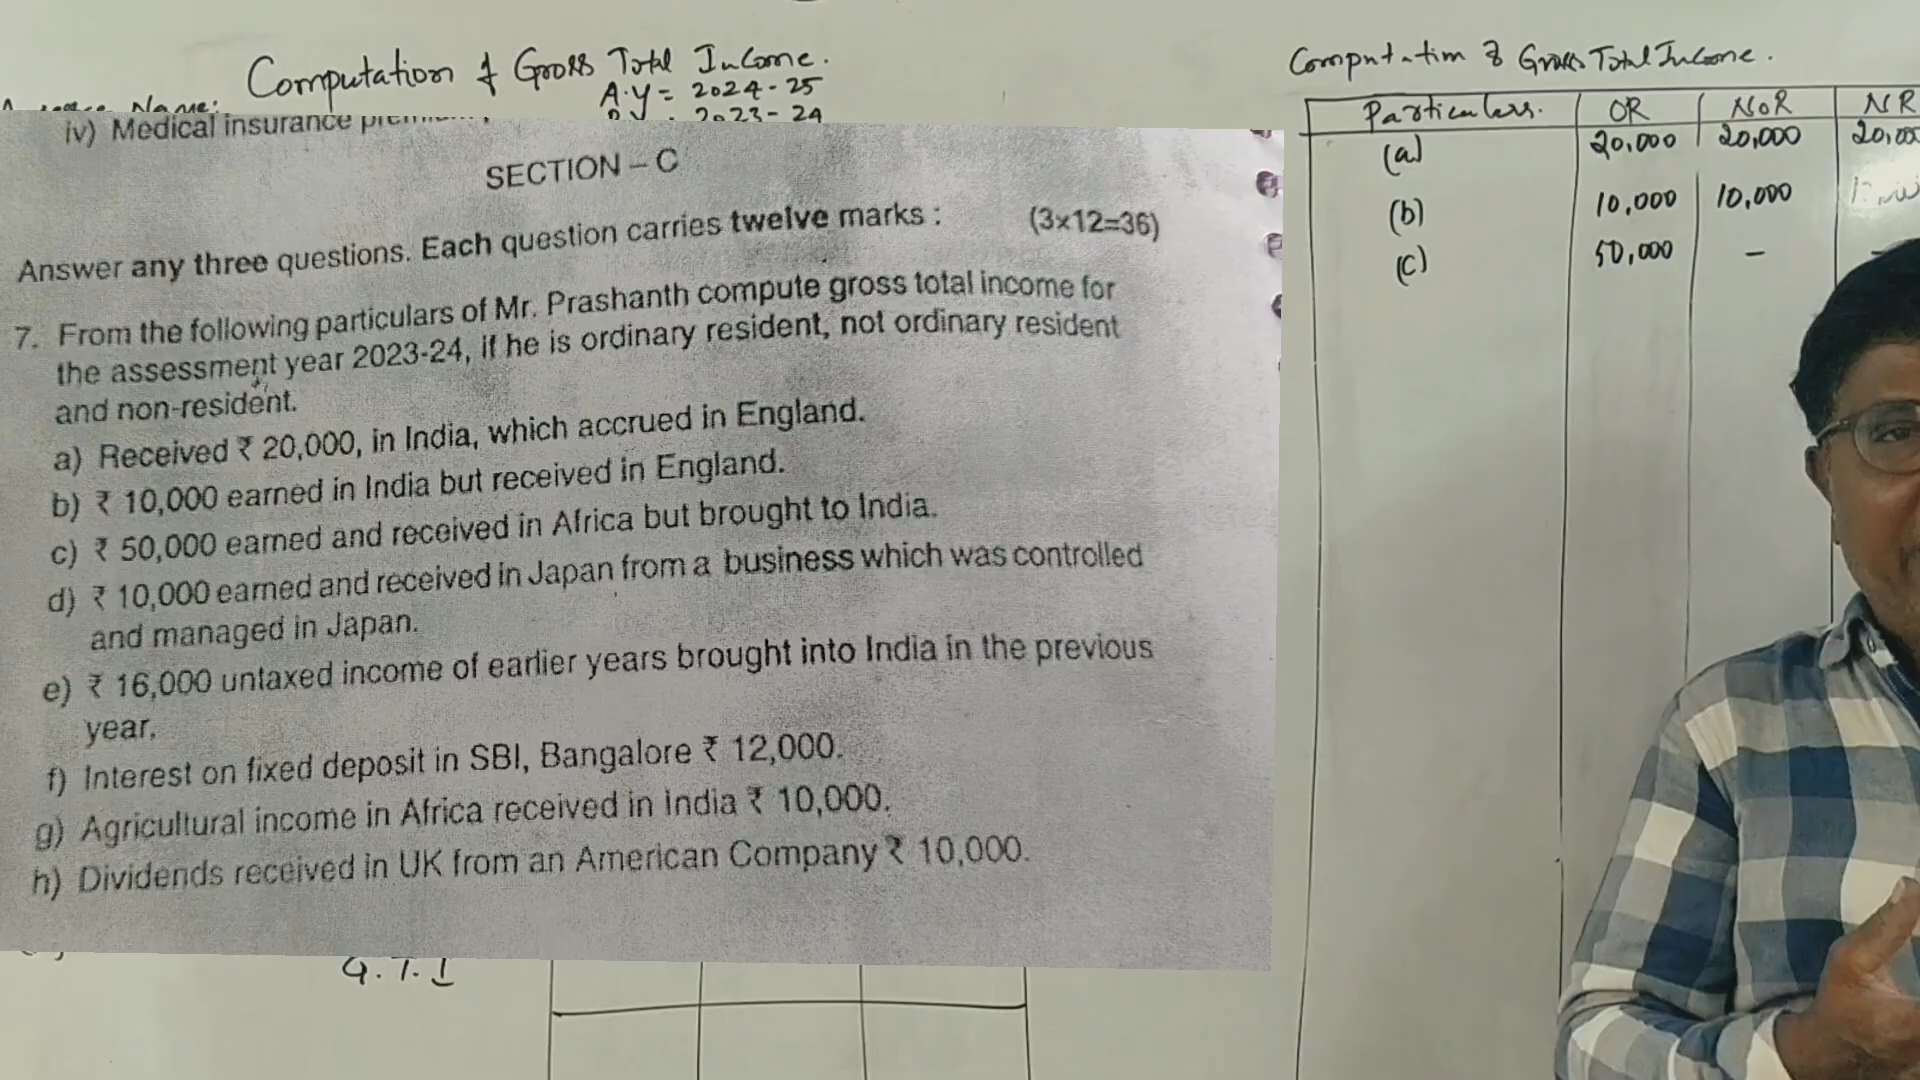 Computation of Gross Total Income.
A.Y = 2024-25
Name:
2023-24
iv) Medical insurance
SECTION – C
Answer any three questions. Each question carries twelve marks : (3×12=36)
7. From the following particulars of Mr. Prashanth compute gross total income for
the assessment year 2023-24, if he is ordinary resident, not ordinary resident
and non-resident.
a) Received ₹ 20,000, in India, which accrued in England.
b) ₹ 10,000 earned in India but received in England.
c) ₹ 50,000 earned and received in Africa but brought to India.
d) ₹ 10,000 earned and received in Japan from a business which was controlled
and managed in Japan.
e) ₹ 16,000 untaxed income of earlier years brought into India in the previous
year.
f) Interest on fixed deposit in SBI, Bangalore ₹ 12,000.
g) Agricultural income in Africa received in India ₹ 10,000.
h) Dividends received in UK from an American Company ₹ 10,000.
G.T.I
Computation of Gross Total Income.
Particulars. OR NOR NR
(a) 20,000 20,000
(b) 10,000 10,000
(c) 50,000 –